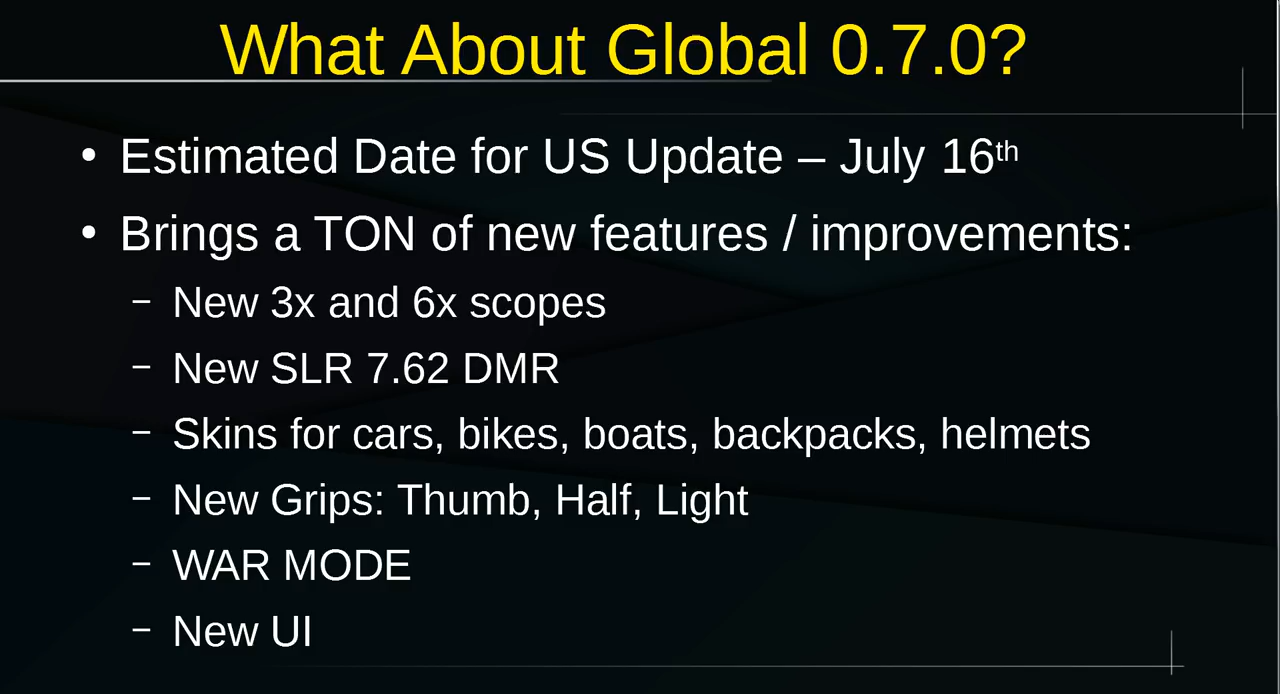 What About Global 0.7.0?
• Estimated Date for US Update – July 16th
• Brings a TON of new features / improvements:
– New 3x and 6x scopes
– New SLR 7.62 DMR
– Skins for cars, bikes, boats, backpacks, helmets
– New Grips: Thumb, Half, Light
– WAR MODE
– New UI